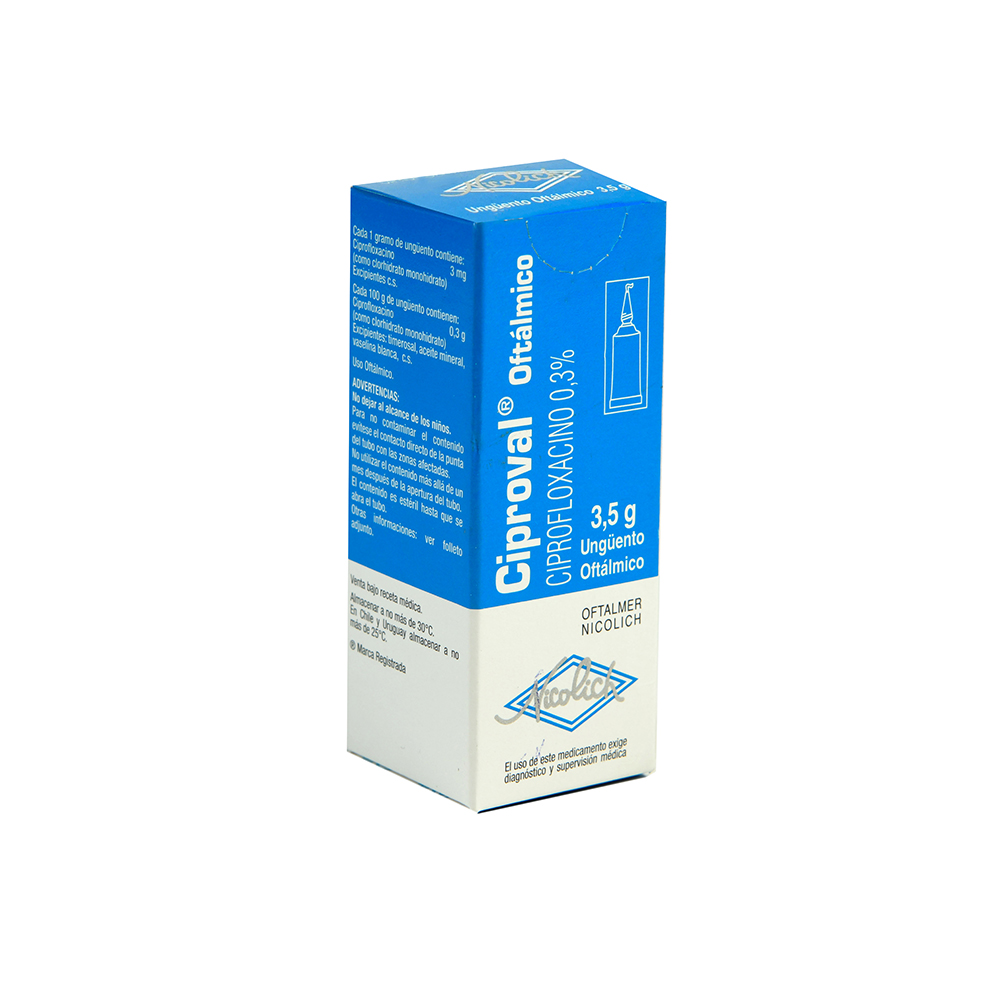 Nicolich
Ungüento Oftálmico 3,5 g
Cada 1 gramo de ungüento contiene:
Ciprofloxacino 3 mg
(como clorhidrato monohidrato)
Excipientes c.s.
Cada 100 g de ungüento contienen:
Ciprofloxacino 0,3 g
(como clorhidrato monohidrato)
Excipientes: timerosal, aceite mineral,
vaselina blanca, c.s.
Uso Oftálmico.
ADVERTENCIAS:
No dejar al alcance de los niños.
Para no contaminar el contenido
evítese el contacto directo de la punta
del tubo con las zonas afectadas.
No utilizar el contenido más allá de un
mes después de la apertura del tubo.
El contenido es estéril hasta que se
abra el tubo.
Otras informaciones: ver folleto
adjunto.
Venta bajo receta médica.
Almacenar a no más de 30°C.
En Chile y Uruguay almacenar a no
más de 25°C.
® Marca Registrada
Ciproval® Oftálmico
CIPROFLOXACINO 0,3%
3,5 g
Ungüento
Oftálmico
OFTALMER
NICOLICH
Nicolich
El uso de este medicamento exige
diagnóstico y supervisión médica